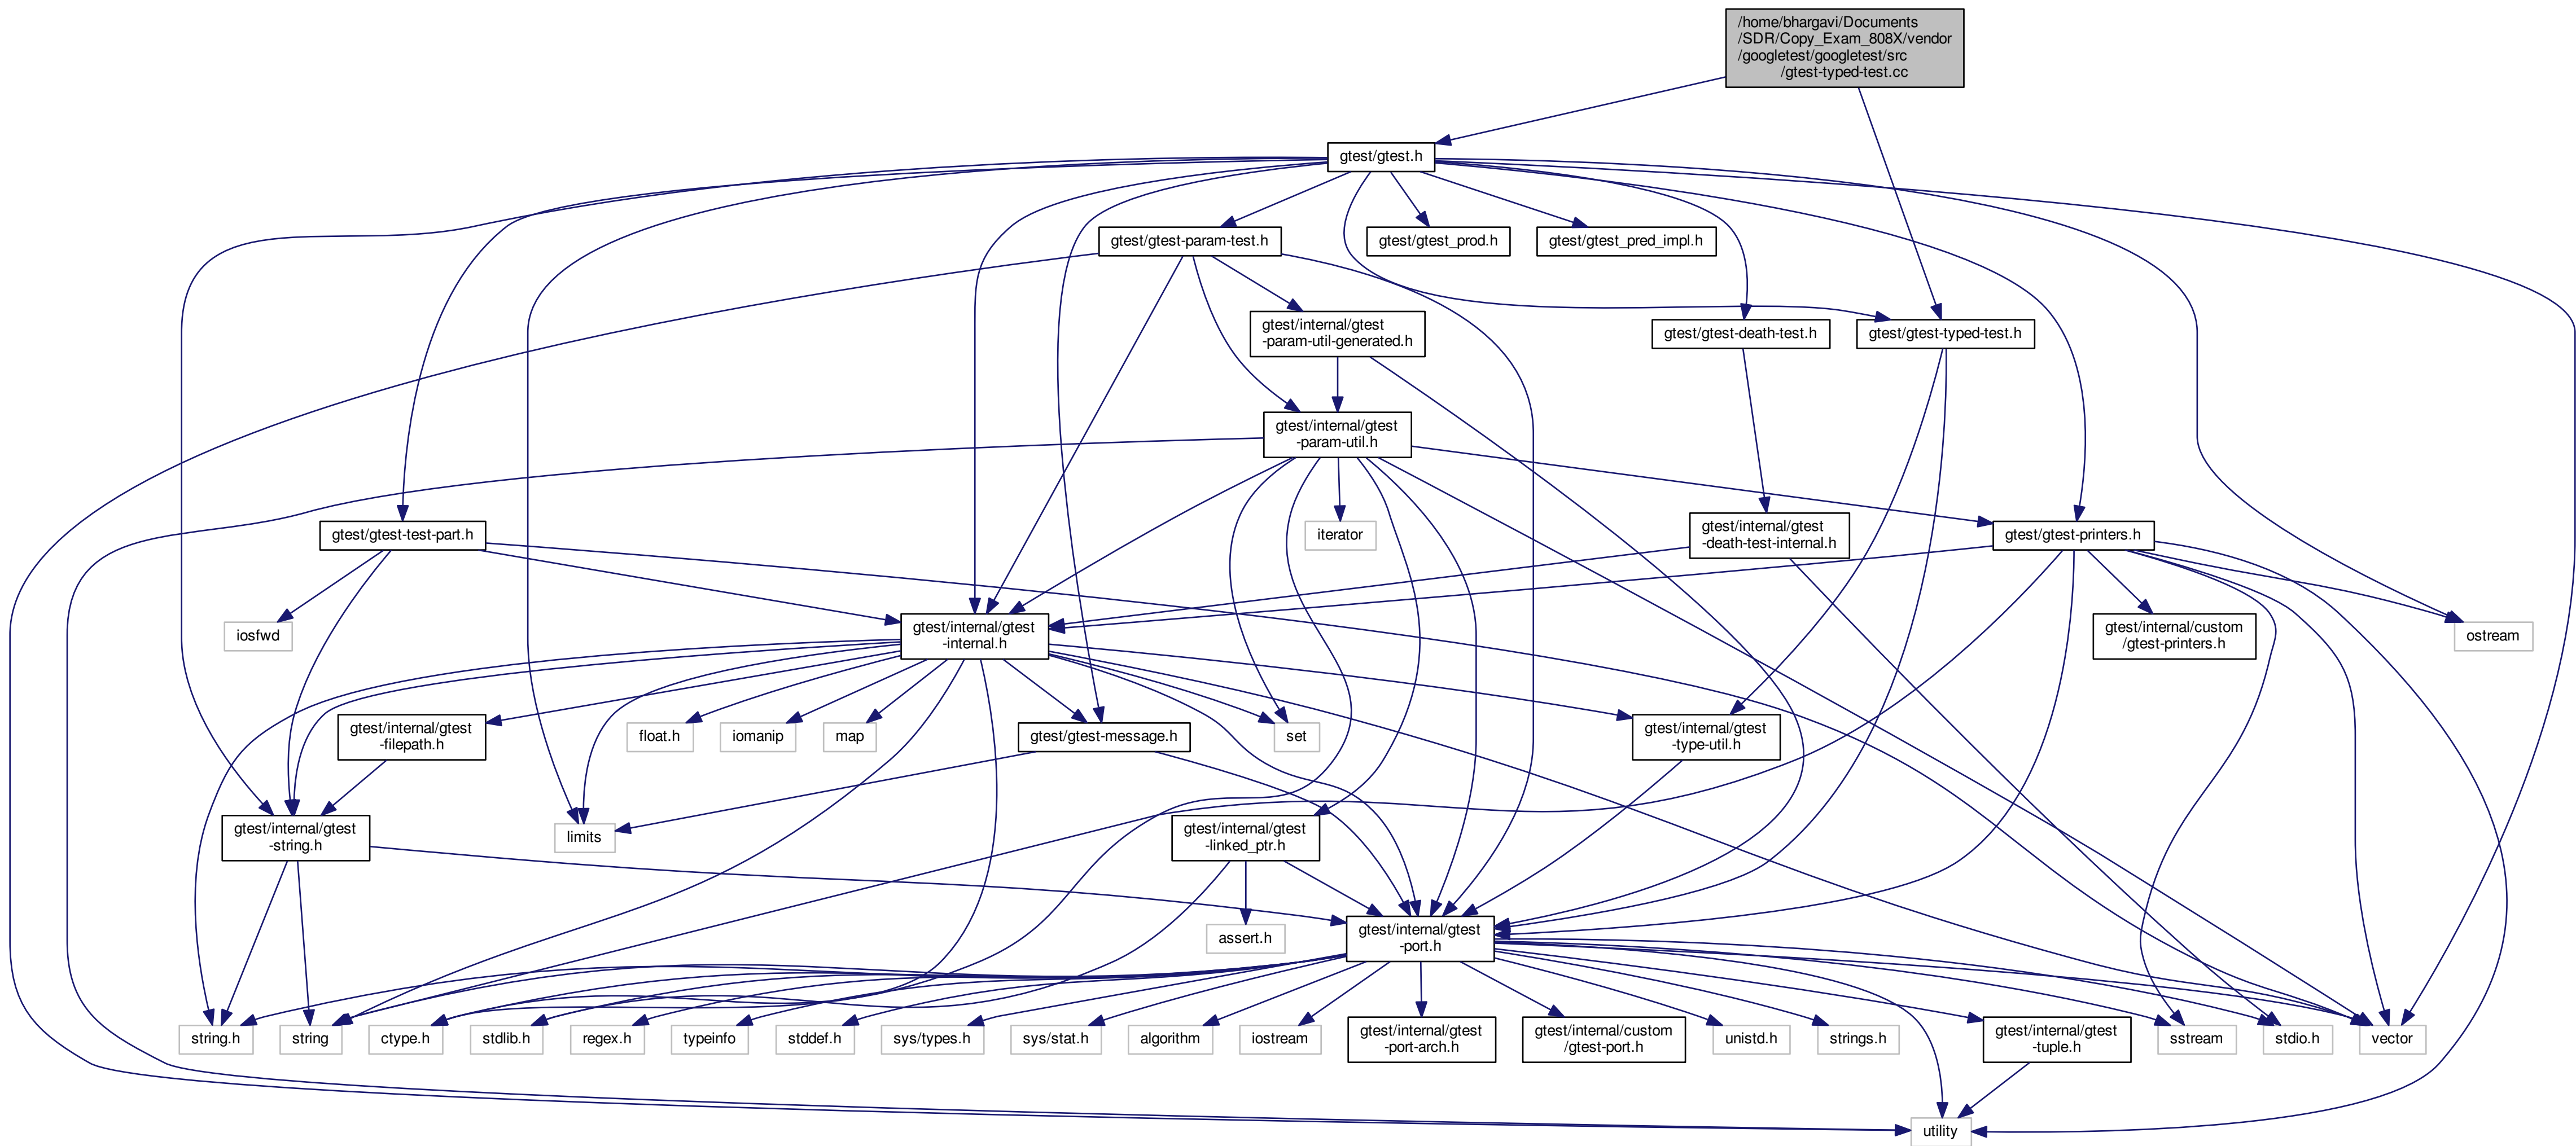 /home/bhargavi/Documents
/SDR/Copy_Exam_808X/vendor
/googletest/googletest/src
/gtest-typed-test.cc
gtest/gtest.h
gtest/gtest-param-test.h
gtest/gtest_prod.h
gtest/gtest_pred_impl.h
gtest/internal/gtest
-param-util-generated.h
gtest/gtest-death-test.h
gtest/gtest-typed-test.h
gtest/internal/gtest
-param-util.h
gtest/gtest-test-part.h
iterator
gtest/internal/gtest
-death-test-internal.h
gtest/gtest-printers.h
iosfwd
gtest/internal/gtest
-internal.h
gtest/internal/custom
/gtest-printers.h
ostream
gtest/internal/gtest
-filepath.h
float.h
iomanip
map
gtest/gtest-message.h
set
gtest/internal/gtest
-type-util.h
gtest/internal/gtest
-string.h
limits
gtest/internal/gtest
-linked_ptr.h
assert.h
gtest/internal/gtest
-port.h
string.h
string
ctype.h
stdlib.h
regex.h
typeinfo
stddef.h
sys/types.h
sys/stat.h
algorithm
iostream
gtest/internal/gtest
-port-arch.h
gtest/internal/custom
/gtest-port.h
unistd.h
strings.h
gtest/internal/gtest
-tuple.h
sstream
stdio.h
vector
utility